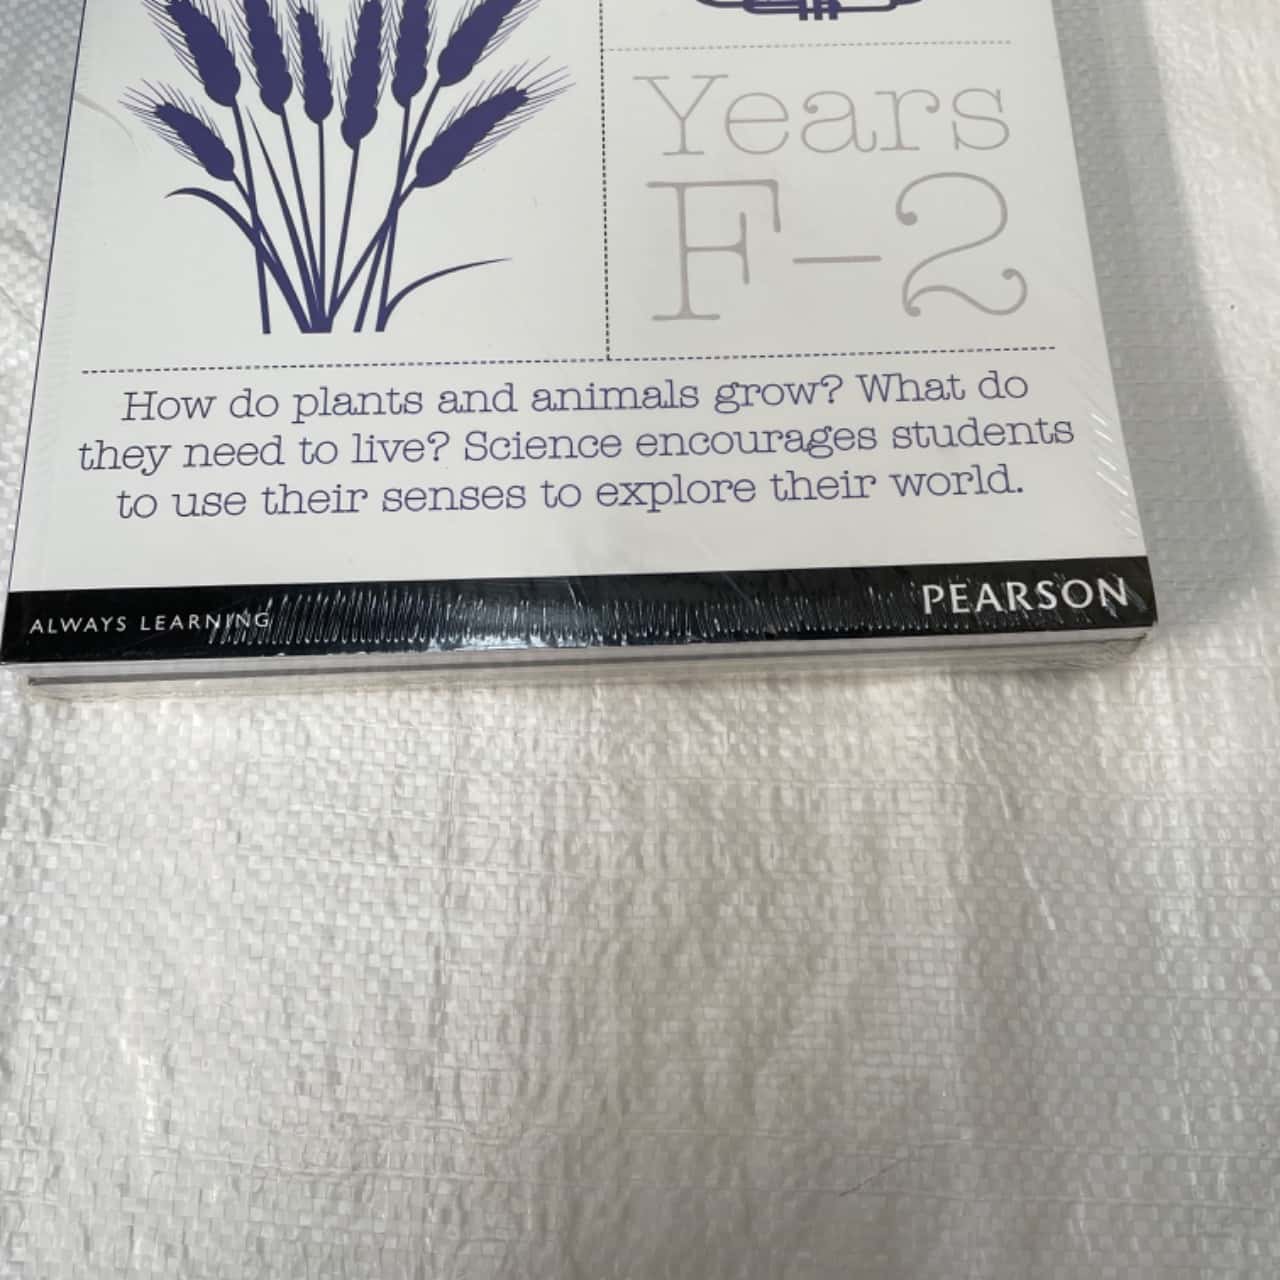 Years
F–2
How do plants and animals grow? What do
they need to live? Science encourages students
to use their senses to explore their world.
ALWAYS LEARNING
PEARSON